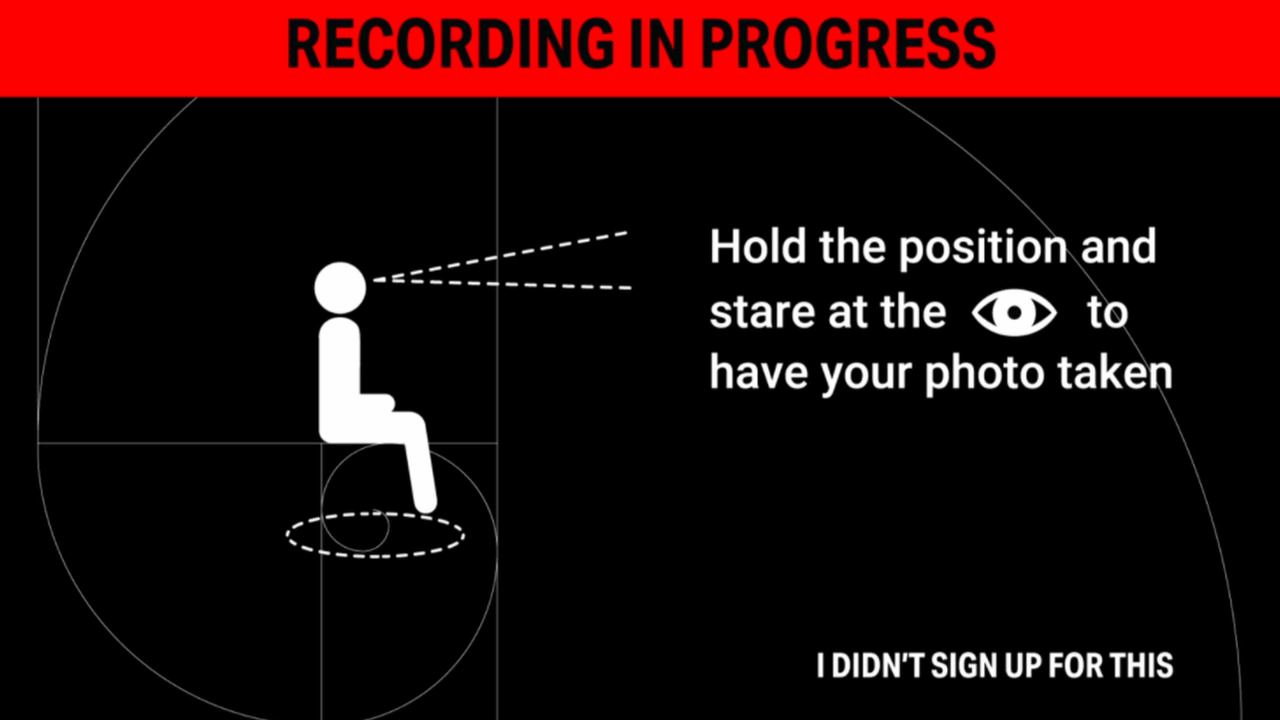 RECORDING IN PROGRESS
Hold the position and
stare at the to
have your photo taken
I DIDN'T SIGN UP FOR THIS